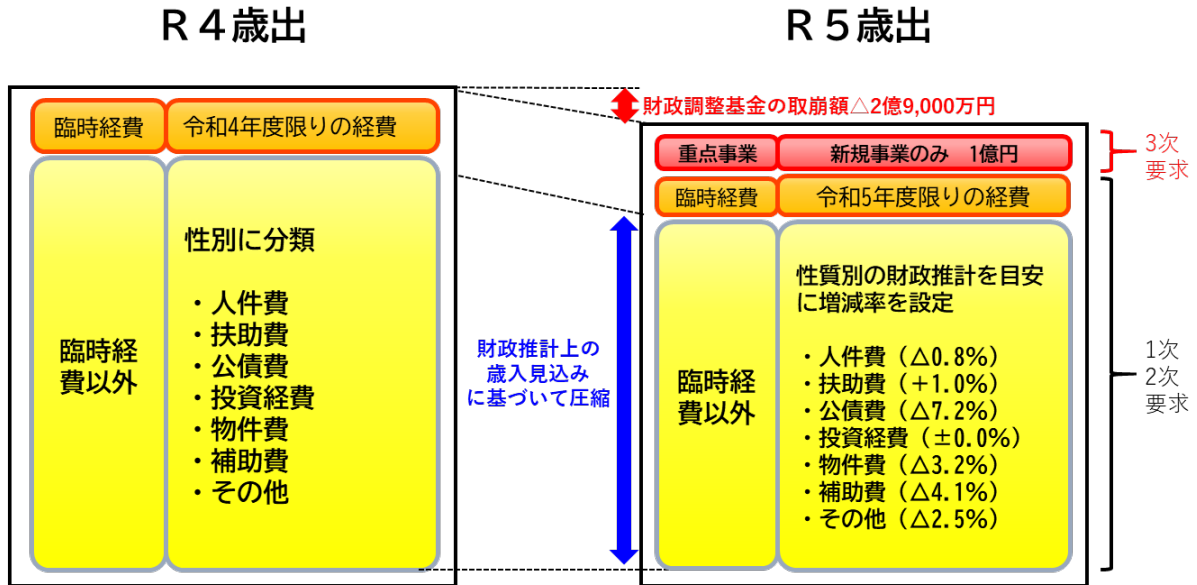 R4歳出
R5歳出
臨時経費
令和4年度限りの経費
臨時経
費以外
性別に分類
・人件費
・扶助費
・公債費
・投資経費
・物件費
・補助費
・その他
財政調整基金の取崩額△2億9,000万円
財政推計上の
歳入見込み
に基づいて圧縮
重点事業
新規事業のみ 1億円
臨時経費
令和5年度限りの経費
臨時経
費以外
性質別の財政推計を目安
に増減率を設定
・人件費（△0.8%）
・扶助費（+1.0%）
・公債費（△7.2%）
・投資経費（±0.0%）
・物件費（△3.2%）
・補助費（△4.1%）
・その他（△2.5%）
3次
要求
1次
2次
要求